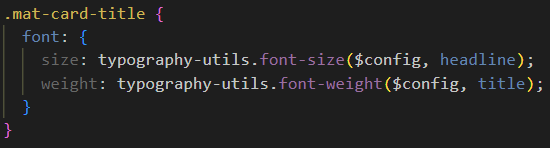 .mat-card-title {
font: {
size: typography-utils.font-size($config, headline);
weight: typography-utils.font-weight($config, title);
}
}